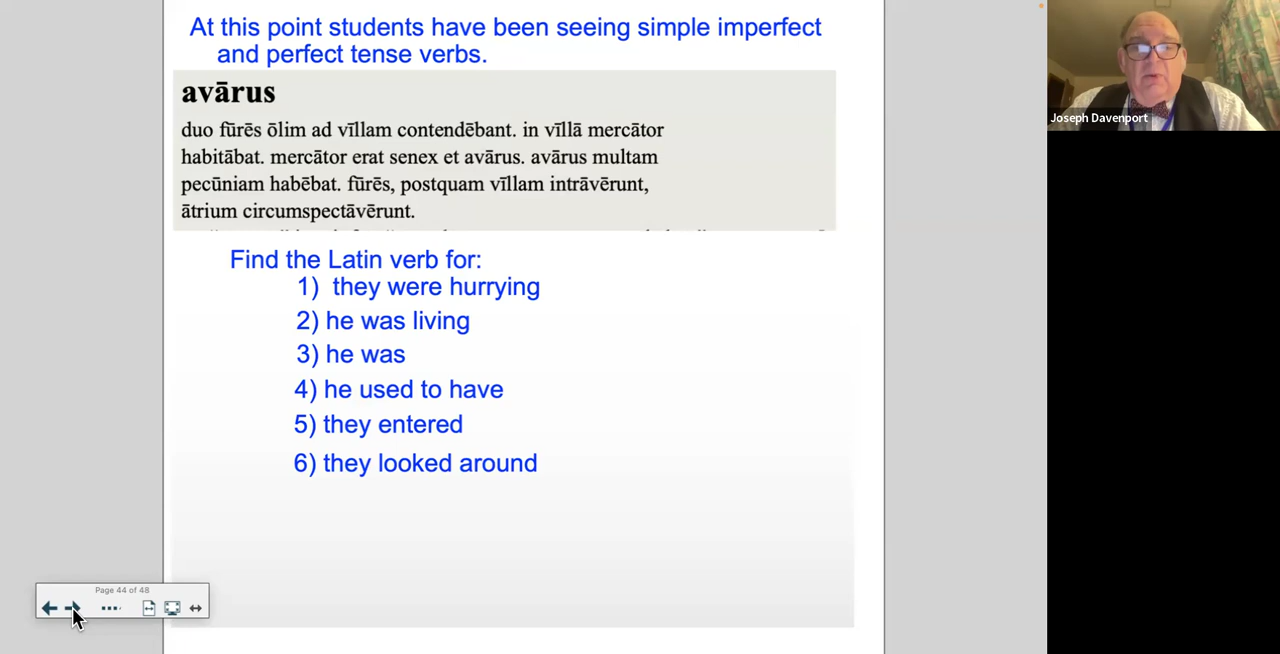 At this point students have been seeing simple imperfect
and perfect tense verbs.
avārus
duo fūrēs ōlim ad vīllam contendēbant. in vīllā mercātor
habitābat. mercātor erat senex et avārus. avārus multam
pecūniam habēbat. fūrēs, postquam vīllam intrāvērunt,
ātrium circumspectāvērunt.
Find the Latin verb for:
1) they were hurrying
2) he was living
3) he was
4) he used to have
5) they entered
6) they looked around
Page 44 of 48
Joseph Davenport